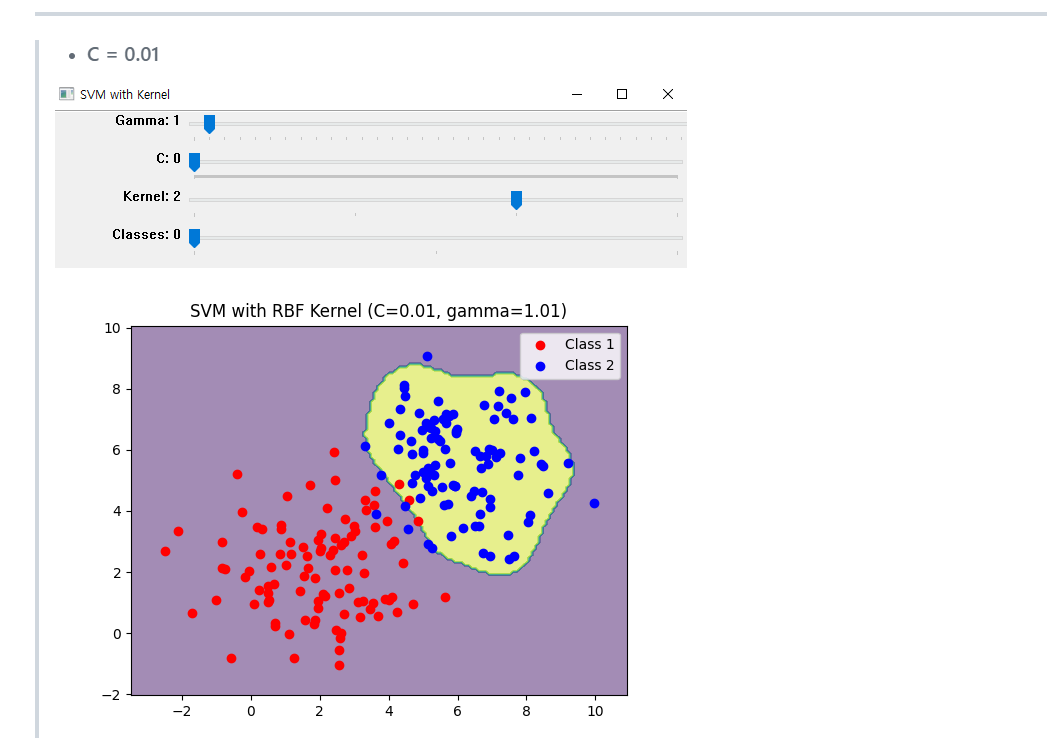 • C = 0.01
SVM with Kernel
Gamma: 1
C: 0
Kernel: 2
Classes: 0
SVM with RBF Kernel (C=0.01, gamma=1.01)
Class 1
Class 2
10
8
6
4
2
0
−2
−2 0 2 4 6 8 10